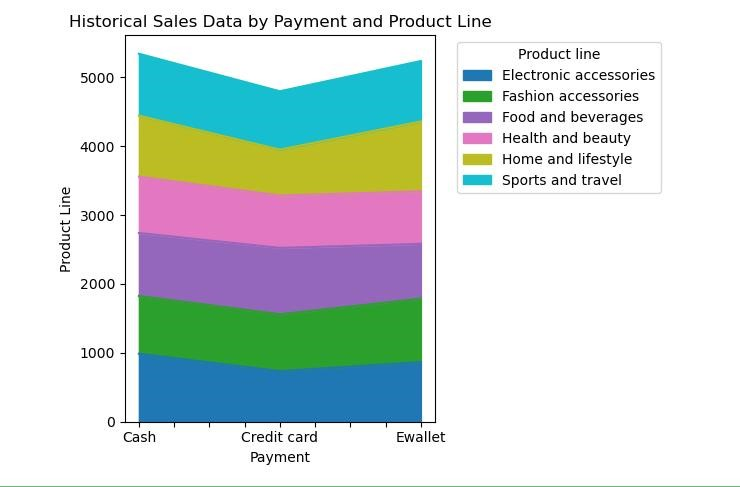 Historical Sales Data by Payment and Product Line
Product line
Electronic accessories
Fashion accessories
Food and beverages
Health and beauty
Home and lifestyle
Sports and travel
Product Line
5000
4000
3000
2000
1000
0
Cash Credit card Ewallet
Payment